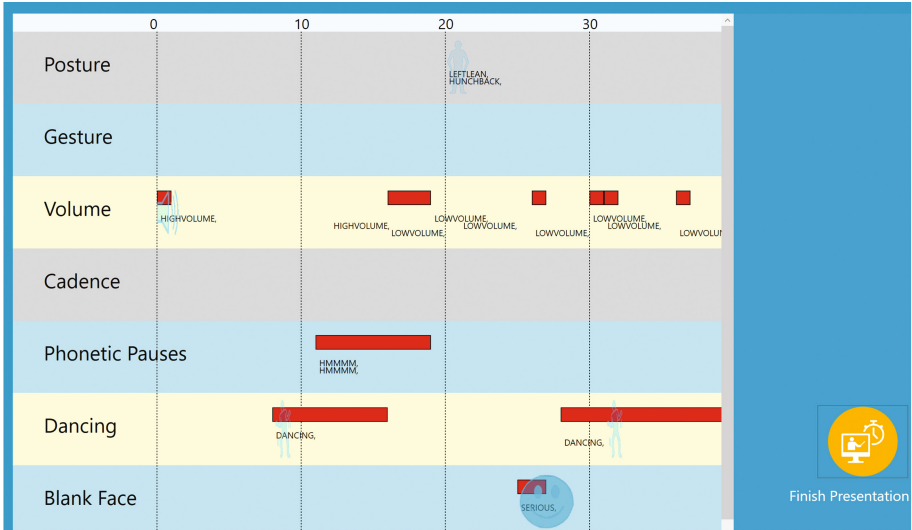 0 10 20 30
Posture
LEFTLEAN,
HUNCHBACK,
Gesture
Volume
HIGHVOLUME,
LOWVOLUME,
LOWVOLUME,
HIGHVOLUME,
LOWVOLUME,
LOWVOLUME,
LOWVOLUME,
LOWVOLUME,
LOWVOLUM
Cadence
Phonetic Pauses
HMMMM,
HMMMM,
Dancing
DANCING,
DANCING,
Blank Face
SERIOUS,
Finish Presentation